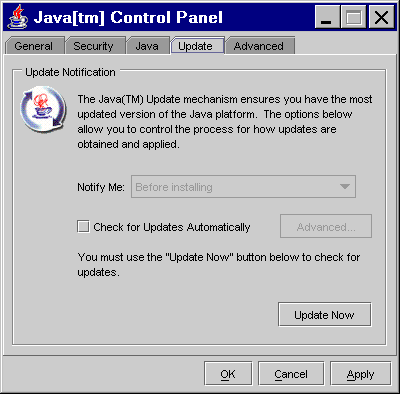 Java[tm] Control Panel
General Security Java Update Advanced
Update Notification
The Java(TM) Update mechanism ensures you have the most
updated version of the Java platform. The options below
allow you to control the process for how updates are
obtained and applied.
Notify Me: Before installing
Check for Updates Automatically Advanced...
You must use the "Update Now" button below to check for
updates.
Update Now
OK Cancel Apply